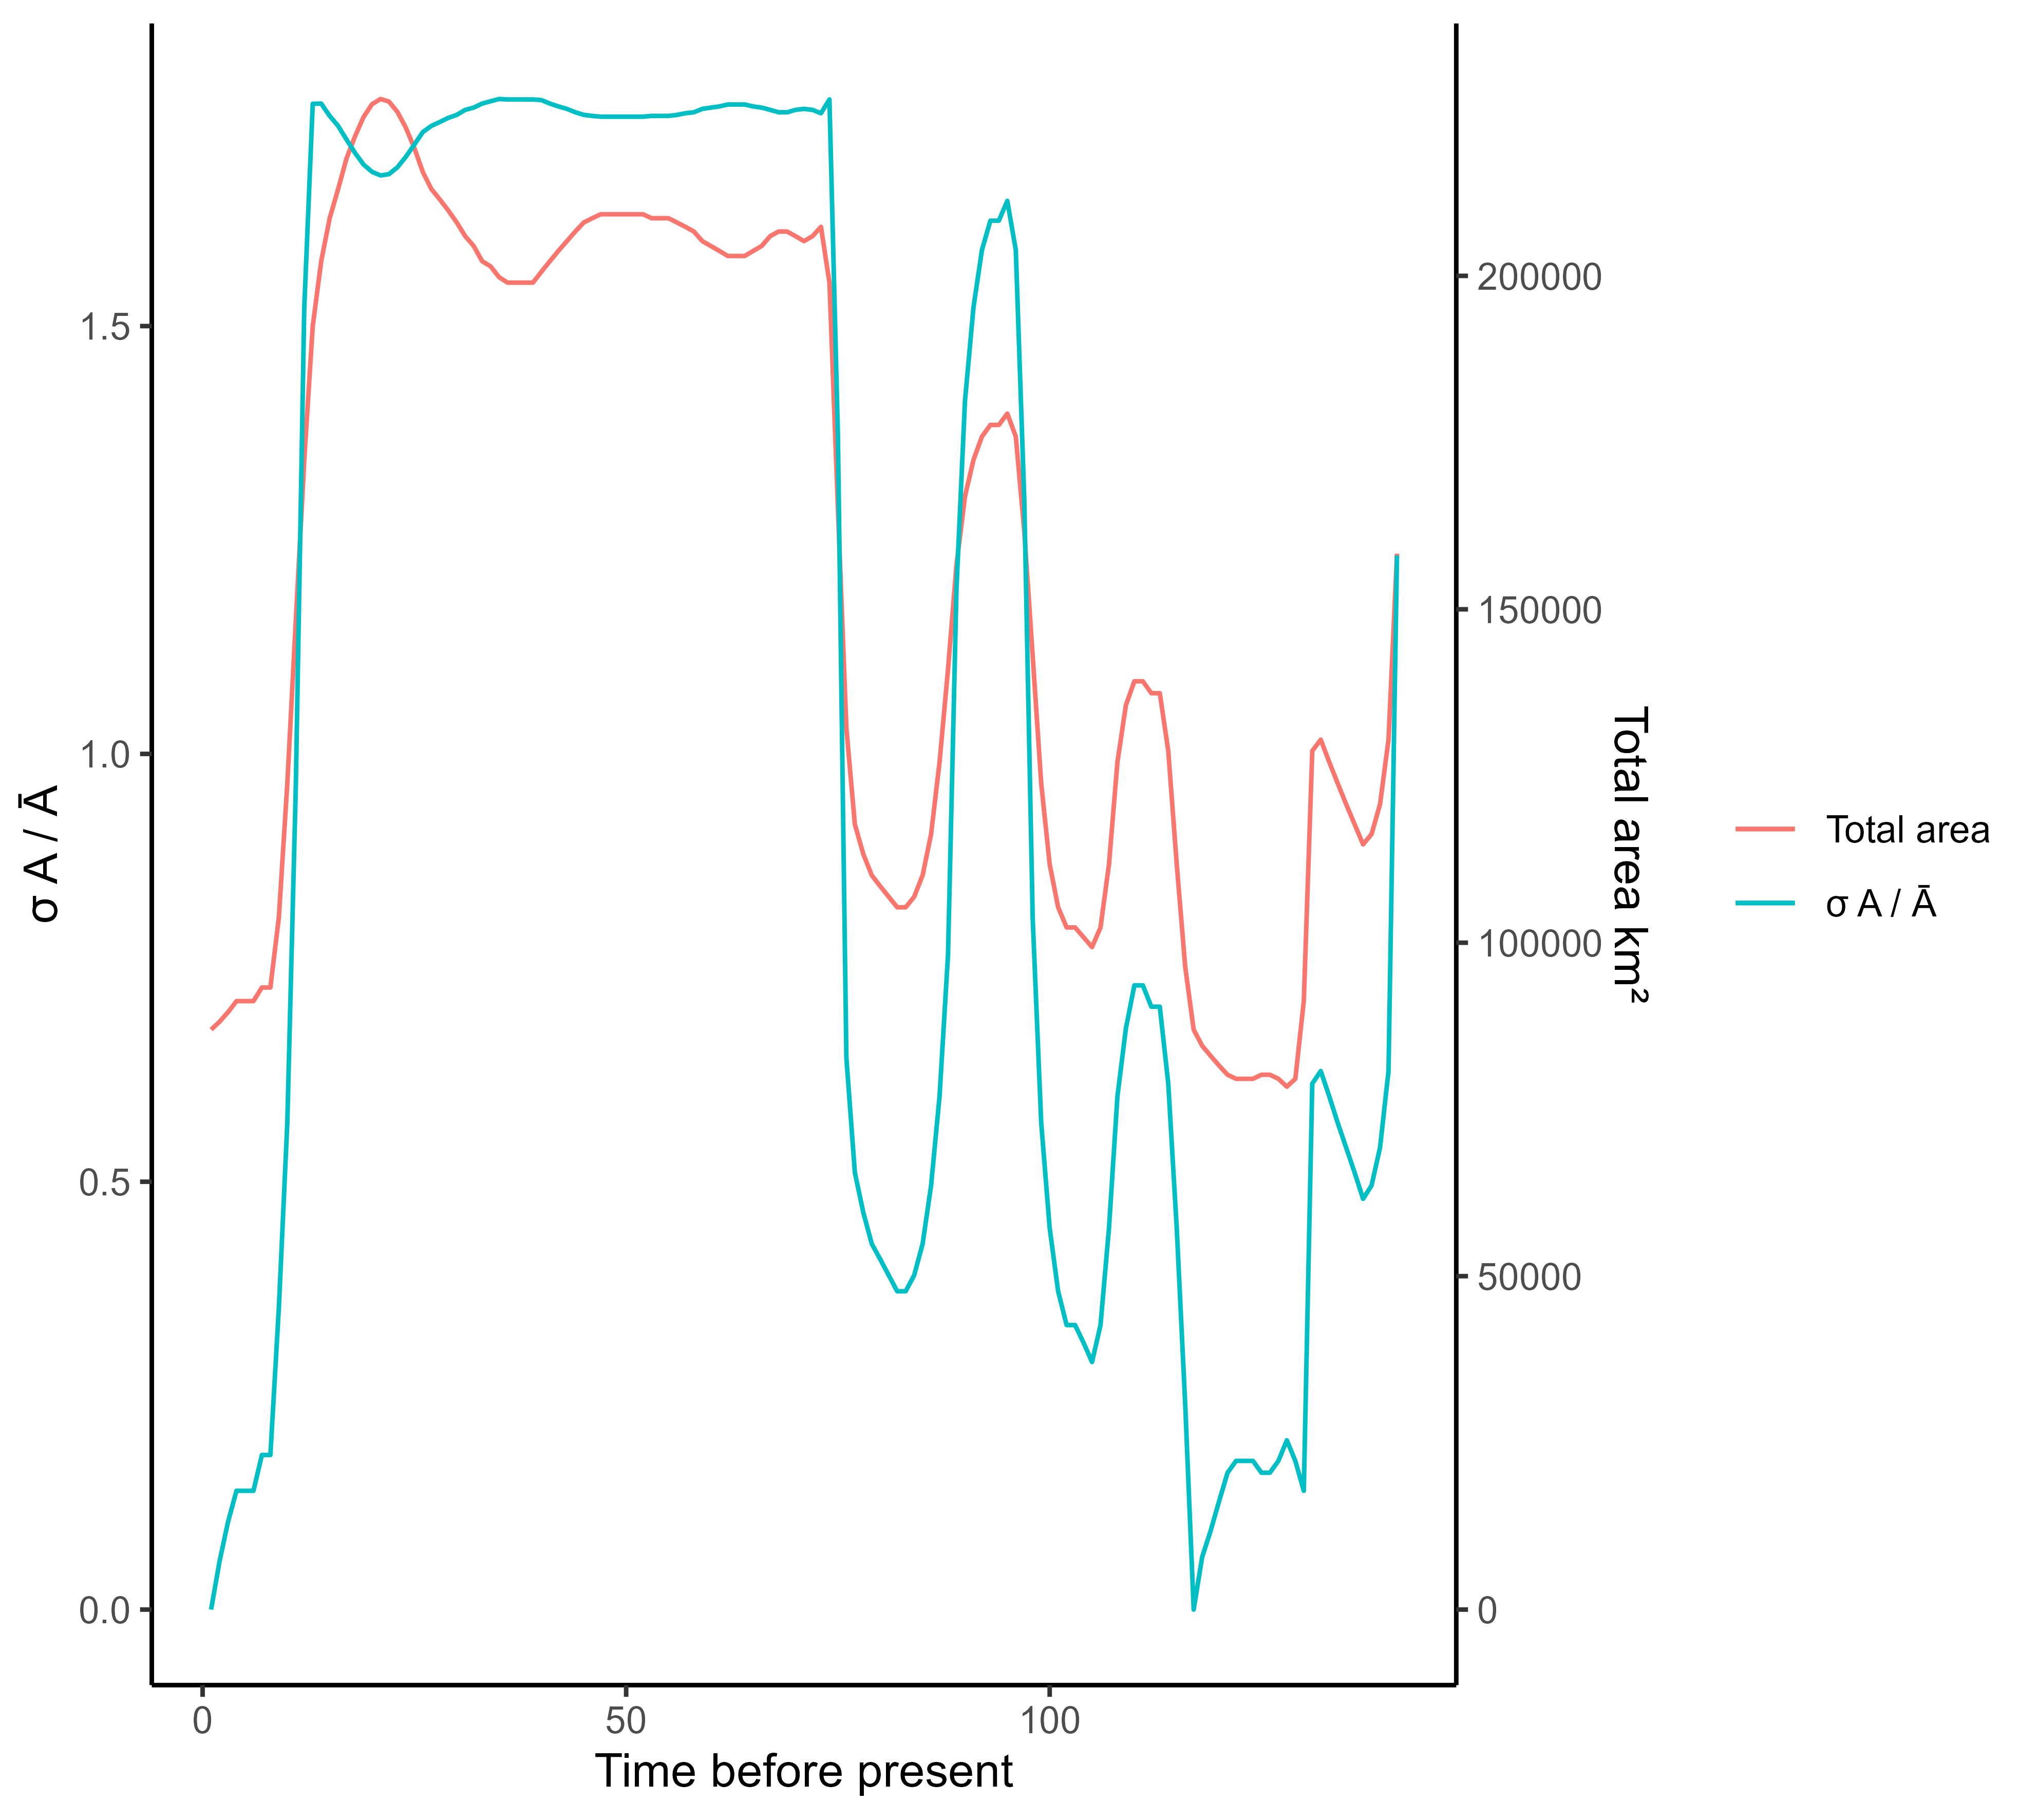 1.5
1.0
0.5
0.0
σ A / Ā
0
50
100
Time before present
200000
150000
100000
50000
0
Total area km²
Total area
σ A / Ā